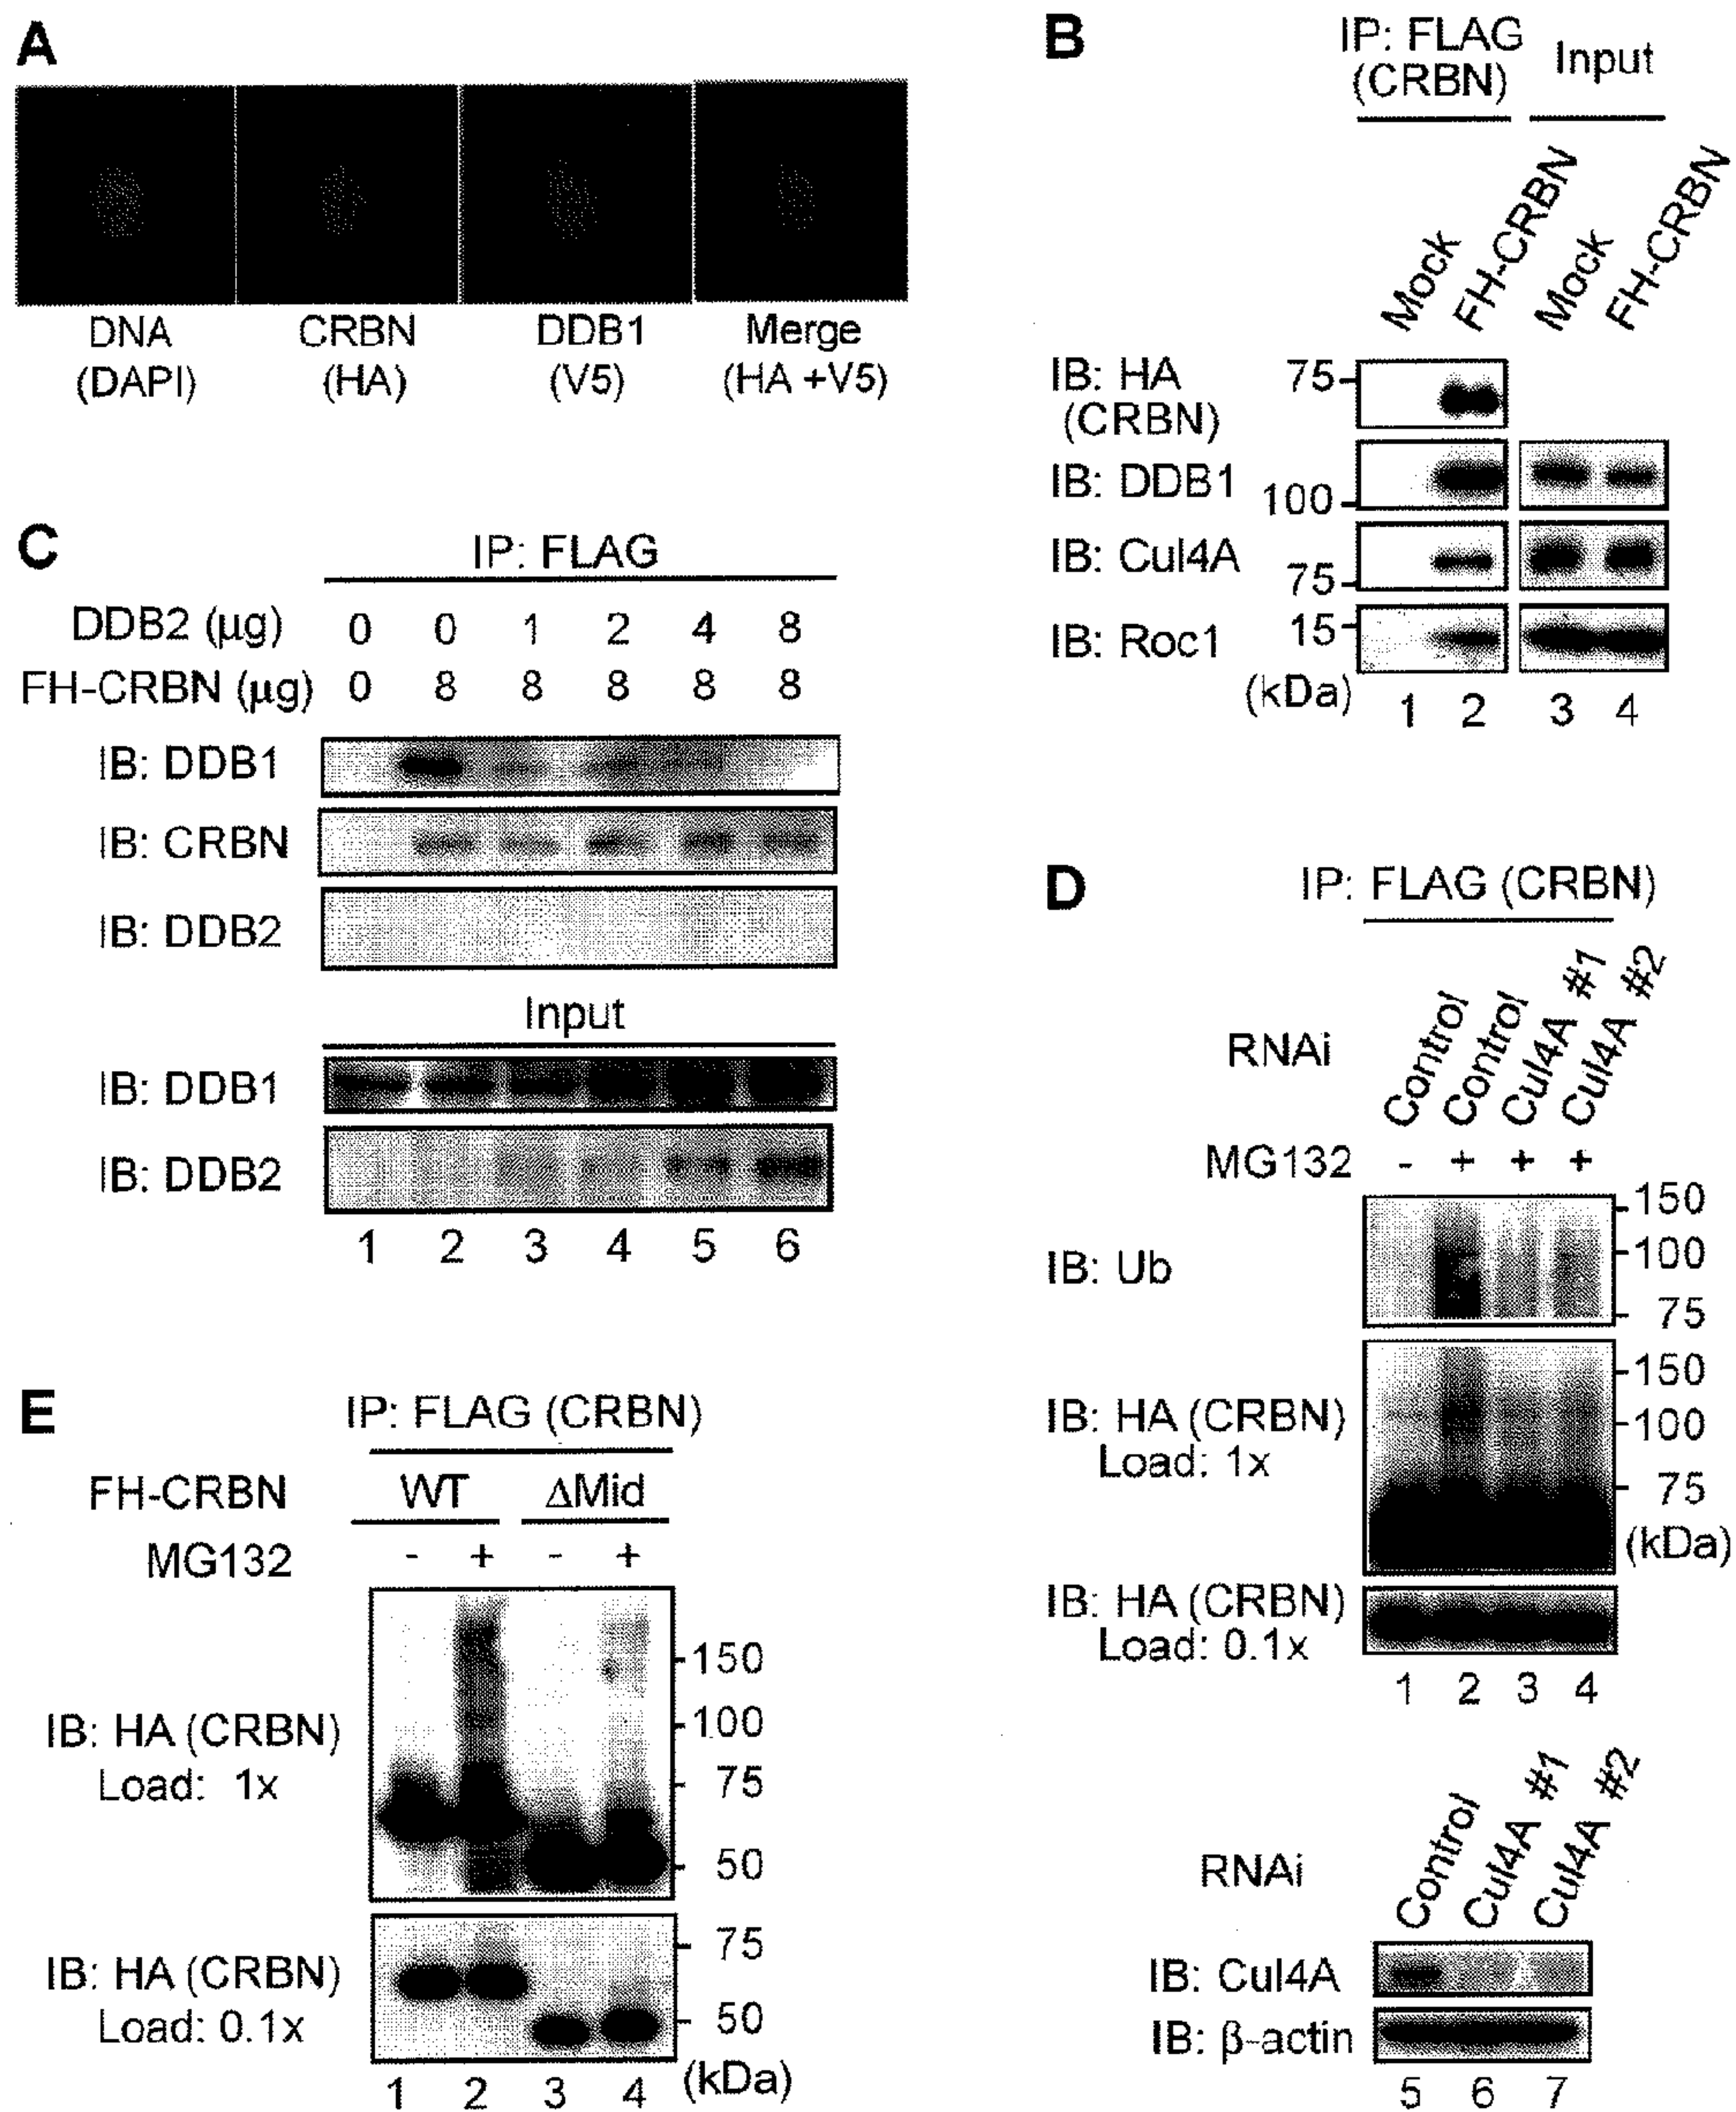 A
DNA (DAPI)
CRBN (HA)
DDB1 (V5)
Merge (HA +V5)
B
IP: FLAG (CRBN)
Input
Mock
FH-CRBN
Mock
FH-CRBN
IB: HA (CRBN)
75
IB: DDB1
100
IB: Cul4A
75
IB: Roc1
15
(kDa)
1 2 3 4
C
IP: FLAG
DDB2 (μg) 0 0 1 2 4 8
FH-CRBN (μg) 0 8 8 8 8 8
IB: DDB1
IB: CRBN
IB: DDB2
Input
IB: DDB1
IB: DDB2
1 2 3 4 5 6
D
IP: FLAG (CRBN)
RNAi
Control
Control
Cul4A #1
Cul4A #2
MG132 - + + +
IB: Ub
150
100
75
IB: HA (CRBN)
Load: 1x
150
100
75
(kDa)
IB: HA (CRBN)
Load: 0.1x
1 2 3 4
RNAi
Control
Cul4A #1
Cul4A #2
IB: Cul4A
IB: β-actin
5 6 7
E
IP: FLAG (CRBN)
FH-CRBN WT ΔMid
MG132 - + - +
IB: HA (CRBN)
Load: 1x
150
100
75
50
IB: HA (CRBN)
Load: 0.1x
75
50
(kDa)
1 2 3 4